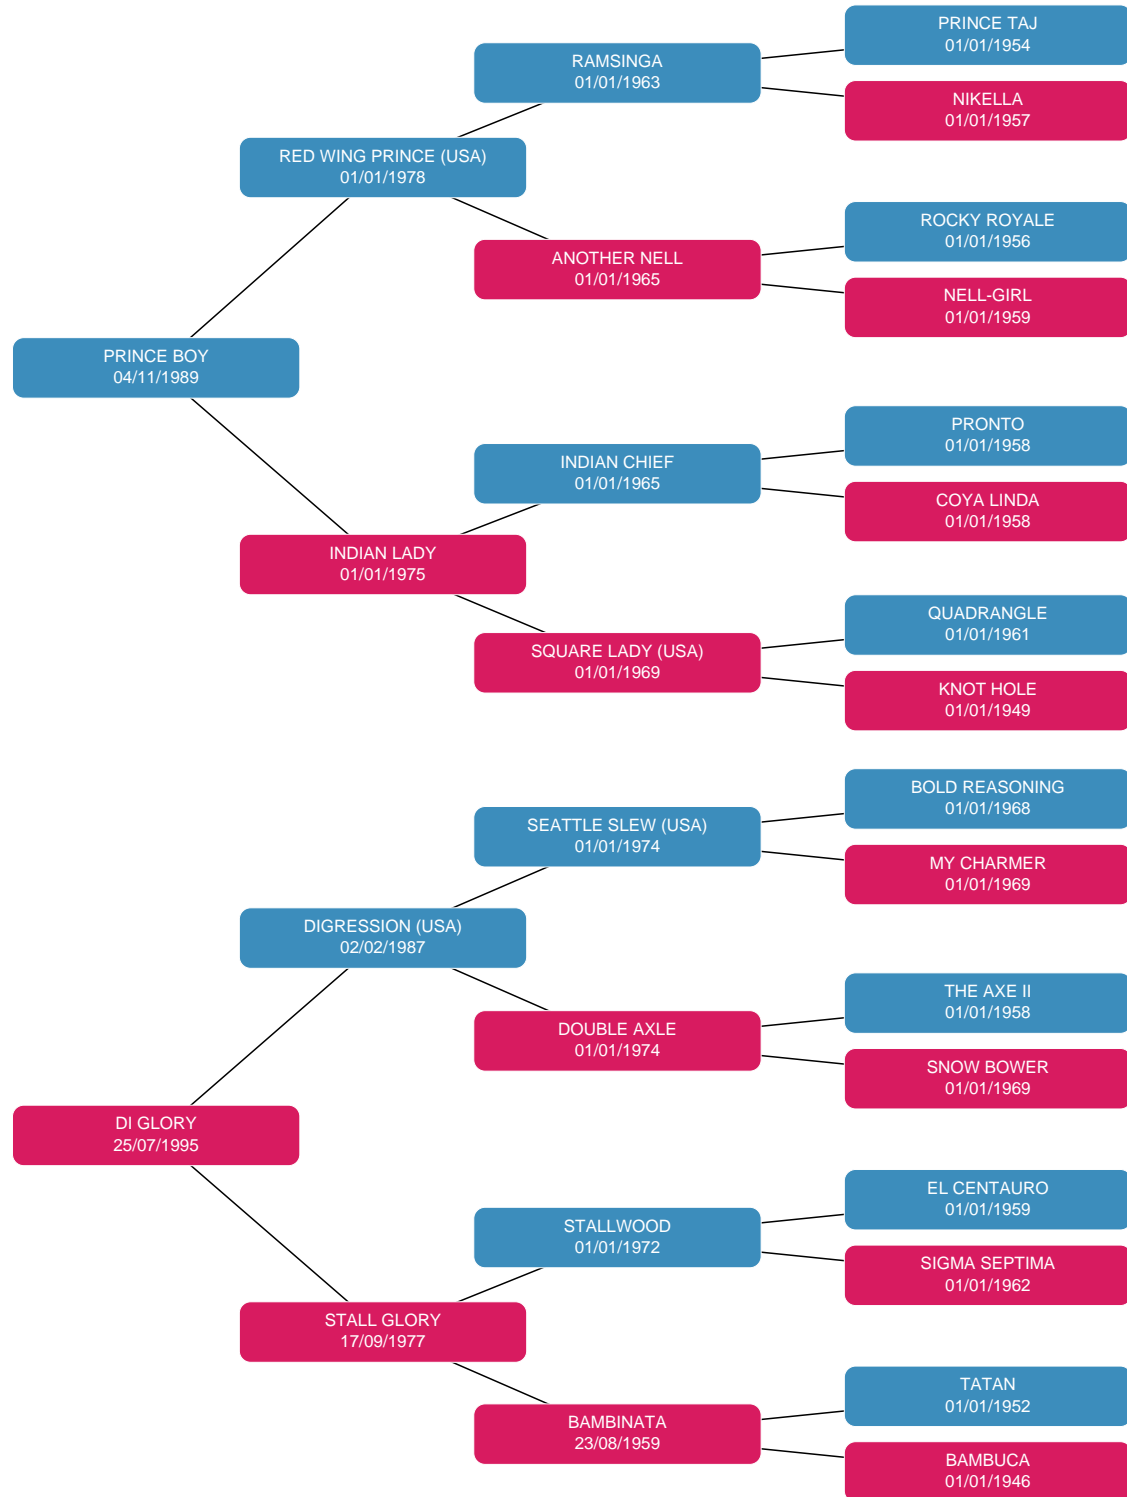 PRINCE TAJ
01/01/1954
RAMSINGA
01/01/1963
NIKELLA
01/01/1957
RED WING PRINCE (USA)
01/01/1978
ROCKY ROYALE
01/01/1956
ANOTHER NELL
01/01/1965
NELL-GIRL
01/01/1959
PRINCE BOY
04/11/1989
PRONTO
01/01/1958
INDIAN CHIEF
01/01/1965
COYA LINDA
01/01/1958
INDIAN LADY
01/01/1975
QUADRANGLE
01/01/1961
SQUARE LADY (USA)
01/01/1969
KNOT HOLE
01/01/1949
BOLD REASONING
01/01/1968
SEATTLE SLEW (USA)
01/01/1974
MY CHARMER
01/01/1969
DIGRESSION (USA)
02/02/1987
THE AXE II
01/01/1958
DOUBLE AXLE
01/01/1974
SNOW BOWER
01/01/1969
DI GLORY
25/07/1995
EL CENTAURO
01/01/1959
STALLWOOD
01/01/1972
SIGMA SEPTIMA
01/01/1962
STALL GLORY
17/09/1977
TATAN
01/01/1952
BAMBINATA
23/08/1959
BAMBUCA
01/01/1946